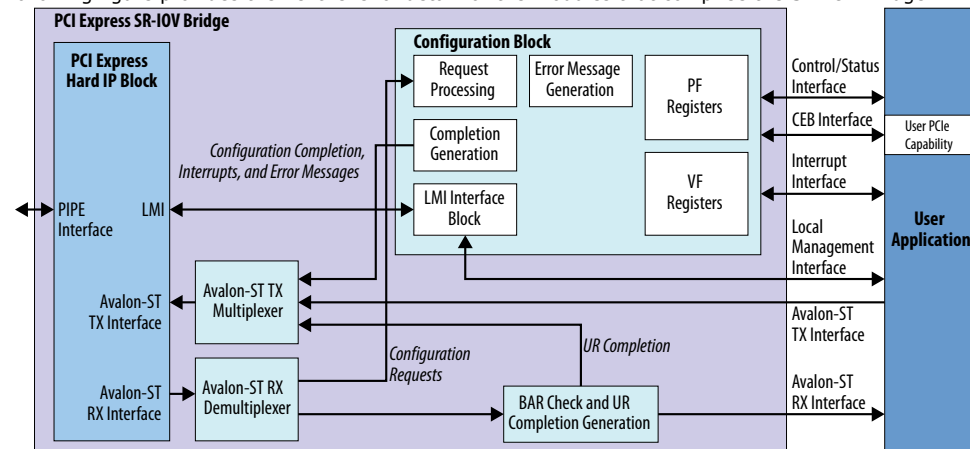 PCI Express SR-IOV Bridge
PCI Express
Hard IP Block
Configuration Block
Request
Processing
Error Message
Generation
PF
Registers
Control/Status
Interface
CEB Interface
User PCIe
Capability
Completion
Generation
Configuration Completion,
Interrupts, and Error Messages
VF
Registers
Interrupt
Interface
LMI Interface
Block
PIPE
Interface
LMI
User
Application
Local
Management
Interface
Avalon-ST
TX Interface
Avalon-ST TX
Multiplexer
Avalon-ST
TX Interface
UR Completion
Configuration
Requests
Avalon-ST
RX Interface
Avalon-ST RX
Demultiplexer
BAR Check and UR
Completion Generation
Avalon-ST
RX Interface